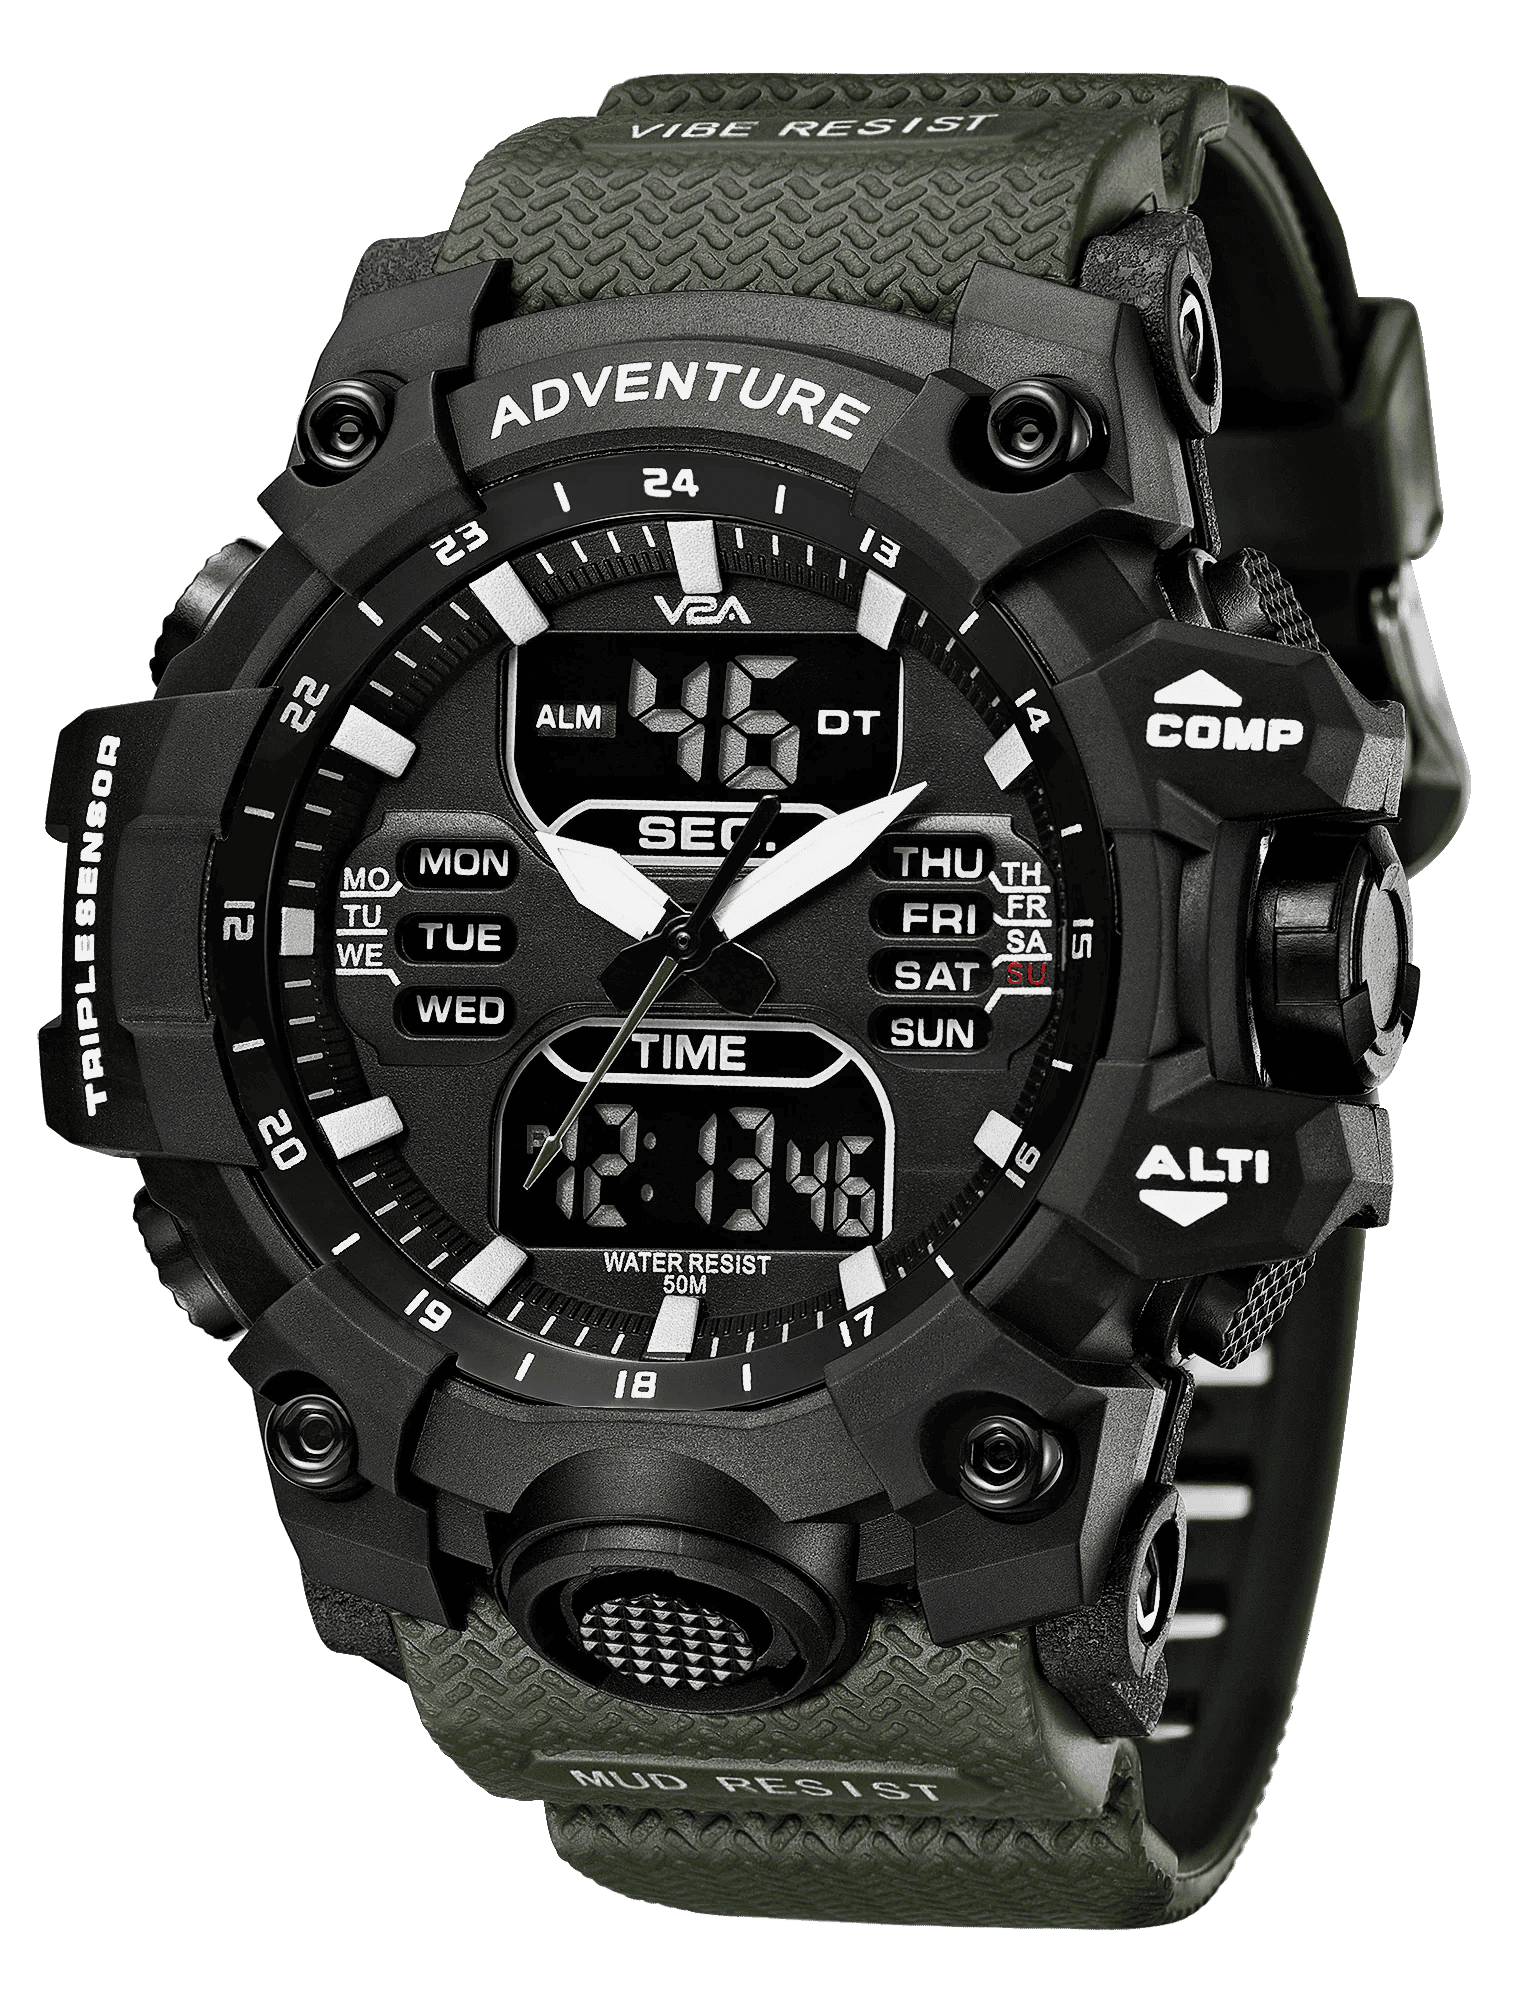 VIBE RESIST
ADVENTURE
24
23
13
22
14
12
15
20
16
19
17
18
V2A
ALM
46
DT
SEC.
MON
TUE
WED
MO
TU
WE
THU
FRI
SAT
SUN
TH
FR
SA
SU
TIME
12:13 46
WATER RESIST
50M
TRIPLESENSOR
COMP
ALTI
MUD RESIST